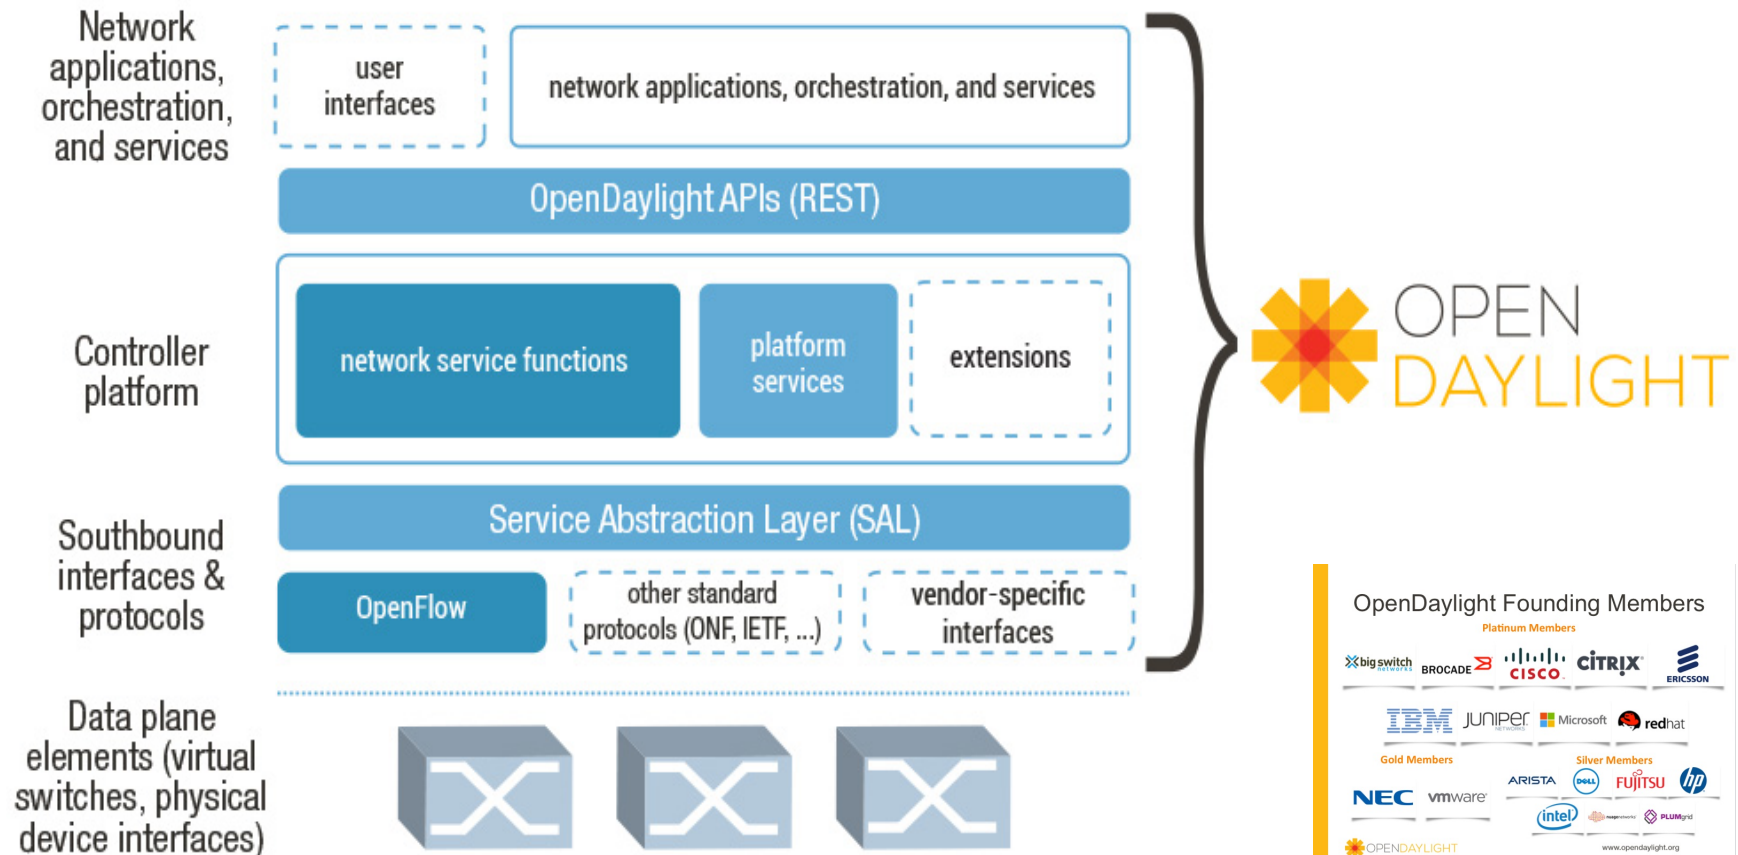 Network
applications,
orchestration,
and services
user
interfaces
network applications, orchestration, and services
OpenDaylight APIs (REST)
Controller
platform
network service functions
platform
services
extensions
OPEN
DAYLIGHT
Southbound
interfaces &
protocols
Service Abstraction Layer (SAL)
OpenFlow
other standard
protocols (ONF, IETF, ...)
vendor-specific
interfaces
Data plane
elements (virtual
switches, physical
device interfaces)
OpenDaylight Founding Members
Platinum Members
big switch
networks
BROCADE
CISCO
CITRIX
ERICSSON
IBM
JUNIPER
NETWORKS
Microsoft
redhat
Gold Members
Silver Members
NEC
vmware
ARISTA
DELL
FUJITSU
hp
intel
nuagenetworks
PLUMgrid
OPENDAYLIGHT
www.opendaylight.org